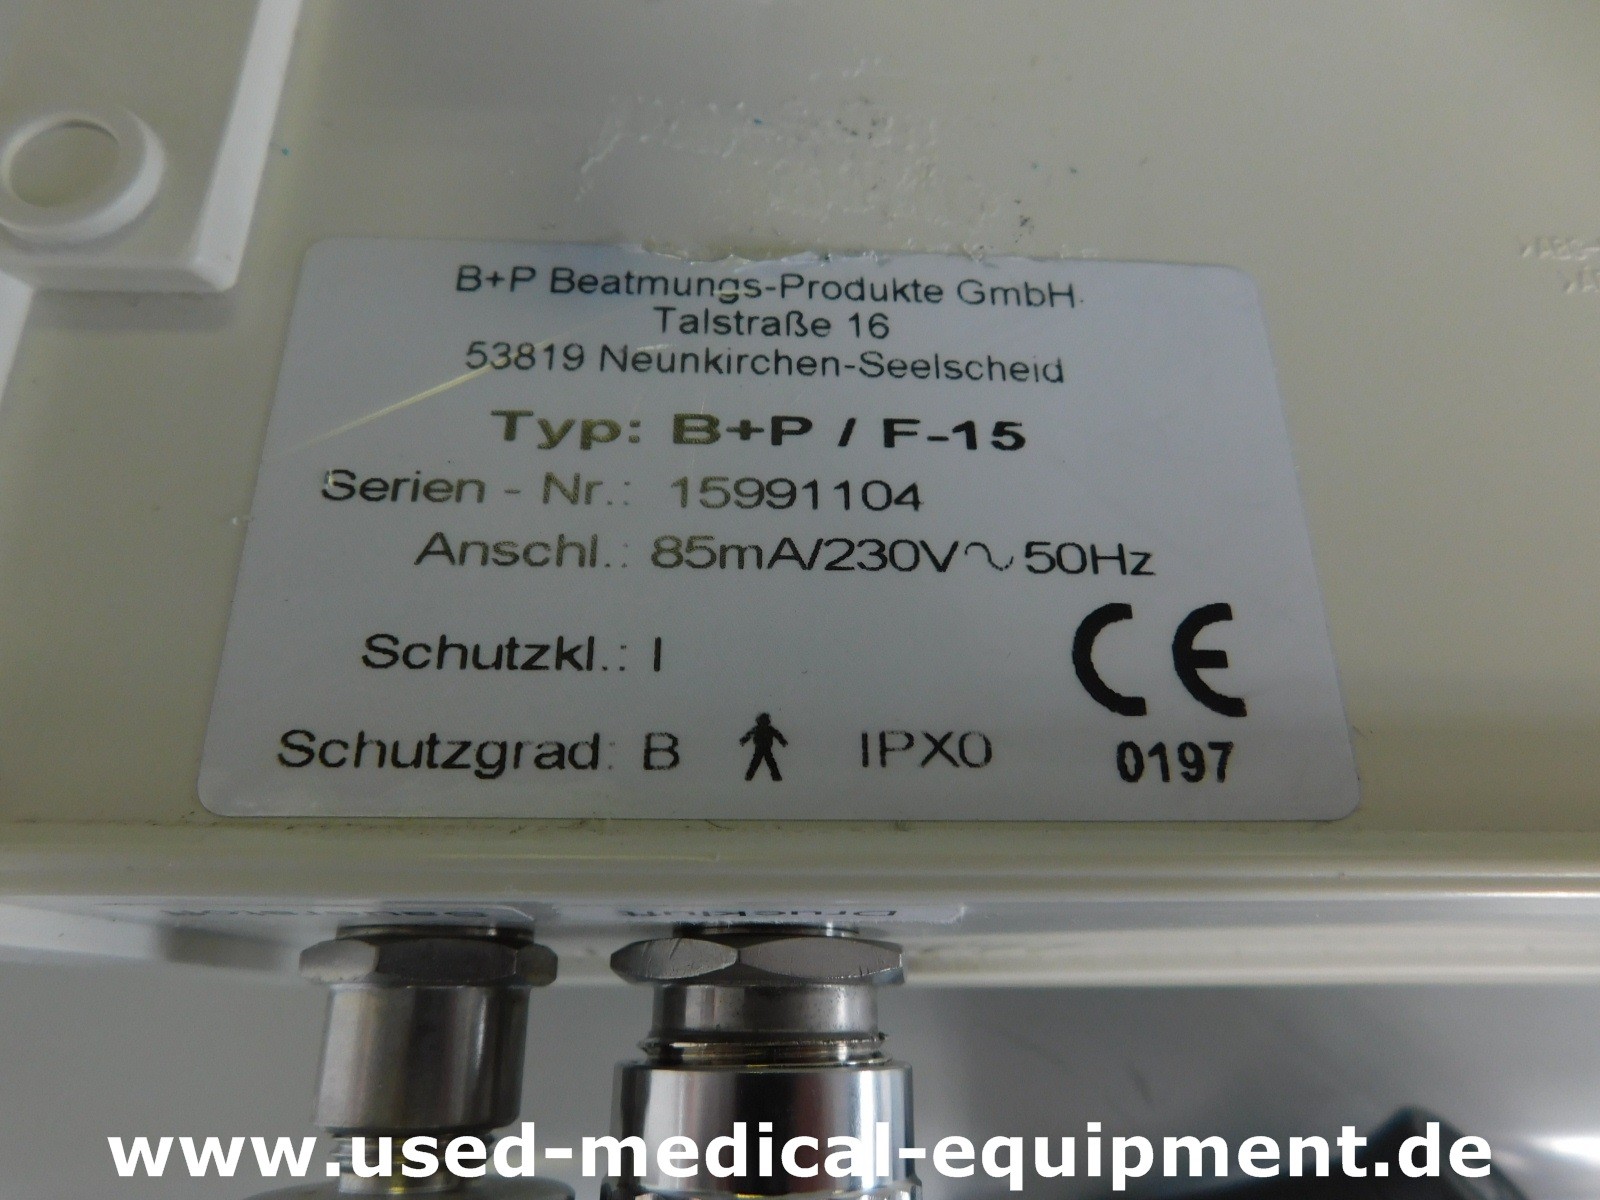 B+P Beatmungs-Produkte GmbH
Talstraße 16
53819 Neunkirchen-Seelscheid
Typ: B+P / F-15
Serien - Nr.: 15991104
Anschl.: 85mA/230V∿50Hz
Schutzkl.: I
CE
Schutzgrad: B IPX0
0197
Druckluft
www.used-medical-equipment.de